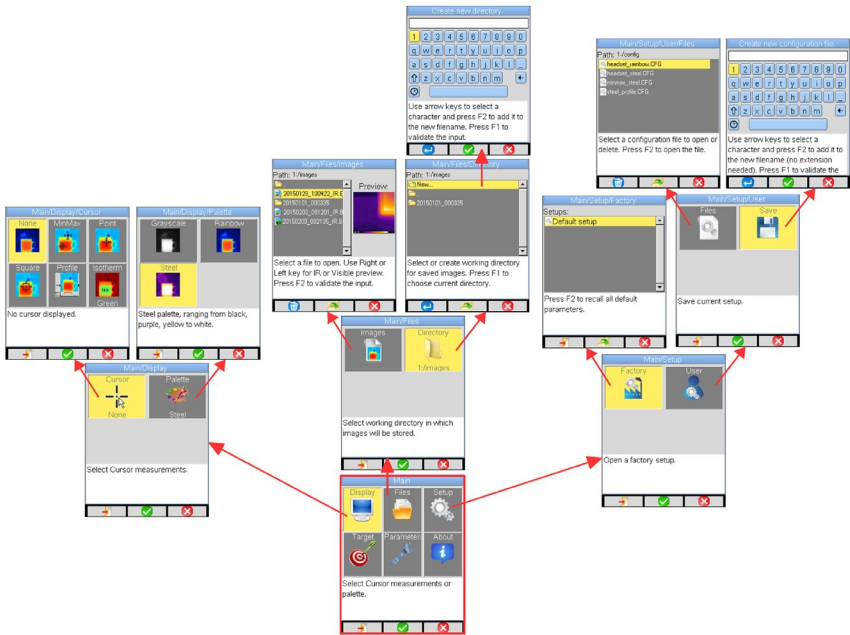 Create new directory.
1 2 3 4 5 6 7 8 9 0
q w e r t y u i o p
a s d f g h j k l _
z x c v b n m
Use arrow keys to select a
character and press F2 to add it to
the new filename. Press F1 to
validate the input.
Main/Setup/User/Files
Path: 1:/config
headset_rainbow.CFG
headset_steel.CFG
minmax_steel.CFG
steel_profile.CFG
Select a configuration file to open or
delete. Press F2 to open the file.
Create new configuration file.
1 2 3 4 5 6 7 8 9 0
q w e r t y u i o p
a s d f g h j k l _
z x c v b n m
Use arrow keys to select a
character and press F2 to add it to
the new filename (no extension
needed). Press F1 to validate the
Main/Files/Images
Path: 1:/images
20150129_130422_IR.B
20150101_000335
20150203_081201_IR.B
20150203_082135_IR.B
Preview:
Select a file to open. Use Right or
Left key for IR or Visible preview.
Press F2 to validate the input.
Main/Files/Directory
Path: 1:/images
New...
20150101_000335
Select or create working directory
for saved images. Press F1 to
choose current directory.
Main/Setup/Factory
Setups:
Default setup
Press F2 to recall all default
parameters.
Main/Setup/User
Files
Save
Save current setup.
Main/Display/Cursor
None MinMax Point
Square Profile Isotherm
Green
No cursor displayed.
Main/Display/Palette
Grayscale Rainbow
Steel
Steel palette, ranging from black,
purple, yellow to white.
Main/Files
Images Directory
1:/images
Select working directory in which
images will be stored.
Main/Display
Cursor Palette
None Steel
Select Cursor measurements.
Main/Setup
Factory User
Open a factory setup.
Main
Display Files Setup
Target Parameters About
Select Cursor measurements or
palette.